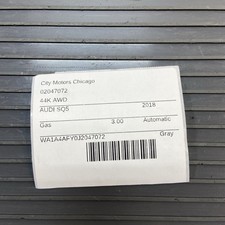 City Motors Chicago
02047072
44K AWD
AUDI SQ5 2018
Gas 3.00 Automatic
WA1A4AFY0J2047072 Gray